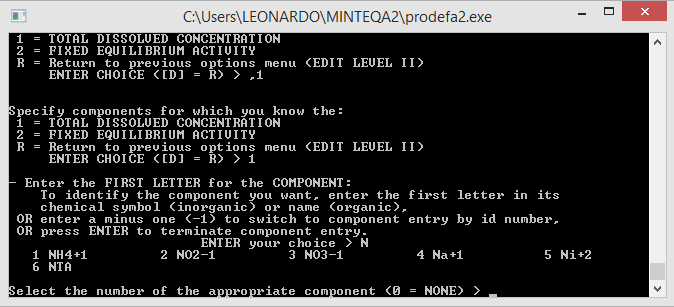 C:\Users\LEONARDO\MINTEQA2\prodefa2.exe
1 = TOTAL DISSOLVED CONCENTRATION
2 = FIXED EQUILIBRIUM ACTIVITY
R = Return to previous options menu (EDIT LEVEL II)
ENTER CHOICE ([D] = R) > ,1
Specify components for which you know the:
1 = TOTAL DISSOLVED CONCENTRATION
2 = FIXED EQUILIBRIUM ACTIVITY
R = Return to previous options menu (EDIT LEVEL II)
ENTER CHOICE ([D] = R) > 1
- Enter the FIRST LETTER for the COMPONENT:
To identify the component you want, enter the first letter in its
chemical symbol (inorganic) or name (organic),
OR enter a minus one (-1) to switch to component entry by id number,
OR press ENTER to terminate component entry.
ENTER your choice > N
1 NH4+1 2 NO2-1 3 NO3-1 4 Na+1 5 Ni+2
6 NTA
Select the number of the appropriate component (0 = NONE) > _